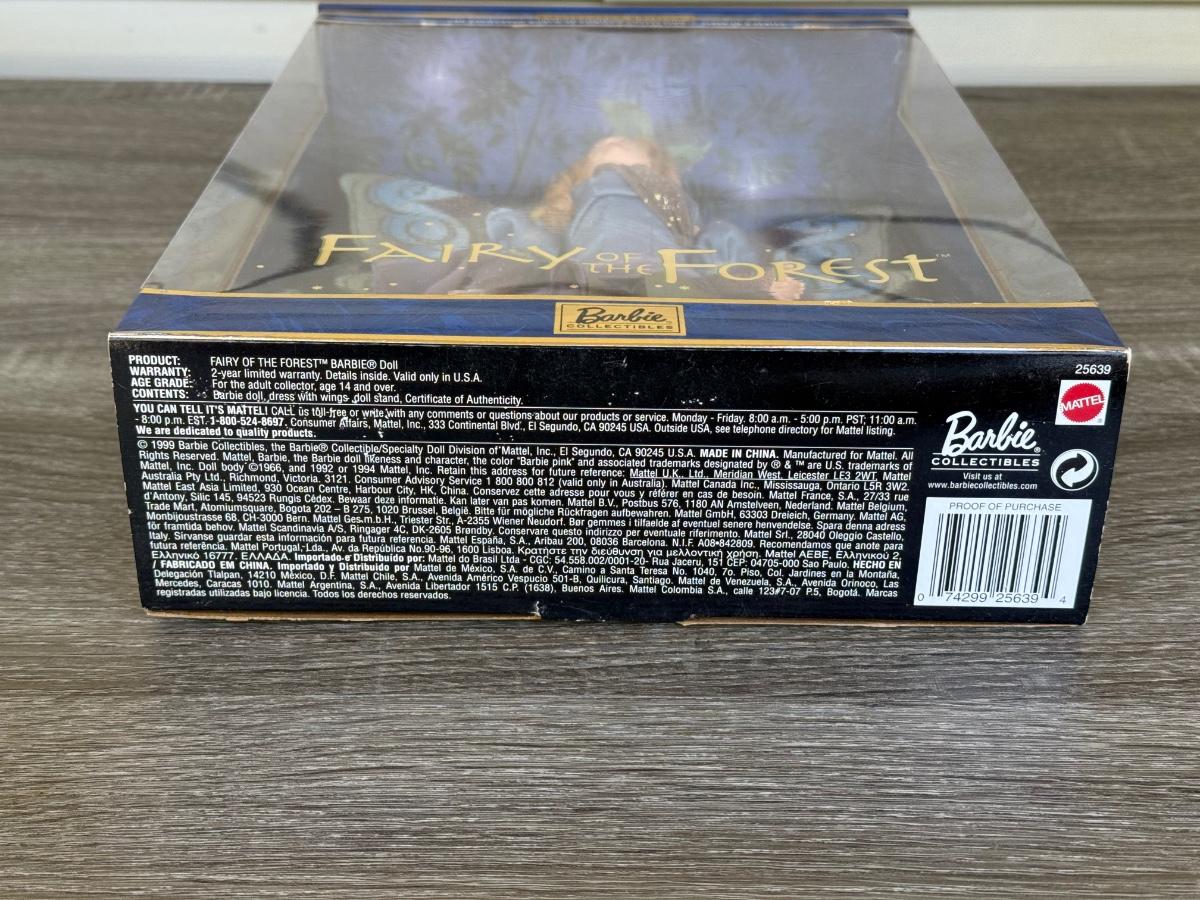 FAIRY OF THE FOREST™
Barbie
COLLECTIBLES
PRODUCT: FAIRY OF THE FOREST™ BARBIE® Doll
WARRANTY: 2-year limited warranty. Details inside. Valid only in U.S.A.
AGE GRADE: For the adult collector, age 14 and over.
CONTENTS: Barbie doll, dress with wings, doll stand, Certificate of Authenticity.
YOU CAN TELL IT'S MATTEL! CALL us toll-free or write with any comments or questions about our products or service. Monday - Friday. 8:00 a.m. - 5:00 p.m. PST; 11:00 a.m.
- 8:00 p.m. EST. 1-800-524-8697. Consumer Affairs, Mattel, Inc., 333 Continental Blvd., El Segundo, CA 90245 USA. Outside USA, see telephone directory for Mattel listing.
We are dedicated to quality products.
© 1999 Barbie Collectibles, the Barbie® Collectible/Specialty Doll Division of Mattel, Inc., El Segundo, CA 90245 U.S.A. MADE IN CHINA. Manufactured for Mattel. All
Rights Reserved. Mattel, Barbie, the Barbie doll likeness and character, the color "Barbie pink" and associated trademarks designated by ® & ™ are U.S. trademarks of
Mattel, Inc. Doll body ©1966, and 1992 or 1994 Mattel, Inc. Retain this address for future reference: Mattel U.K., Ltd., Meridian West, Leicester LE3 2WT, Mattel
Australia Pty Ltd., Richmond, Victoria. 3121. Consumer Advisory Service 1 800 800 812 (valid only in Australia). Mattel Canada Inc., Mississauga, Ontario L5R 3W2.
Mattel East Asia Limited, 930 Ocean Centre, Harbour City, HK, China. Conservez cette adresse pour vous y référer en cas de besoin. Mattel France, S.A., 27/33 rue
d'Antony, Silic 145, 94523 Rungis Cédex. Bewaar deze informatie. Kan later van pas komen. Mattel B.V., Postbus 576, 1180 AN Amstelveen, Nederland. Mattel Belgium,
Trade Mart, Atomiumsquare, Bogota 202 – B 275, 1020 Brussel, België. Bitte für mögliche Rückfragen aufbewahren. Mattel GmbH, 63303 Dreieich, Germany. Mattel AG,
Monbijoustrasse 68, CH-3000 Bern. Mattel Ges.m.b.H., Triester Str., A-2355 Wiener Neudorf. Bør gemmes i tilfælde af eventuel senere henvendelse. Spara denna adress
för framtida behov. Mattel Scandinavia A/S, Ringager 4C, DK-2605 Brøndby. Conservare questo indirizzo per eventuale riferimento. Mattel Srl., 28040 Oleggio Castello,
Italy. Sirvanse guardar esta información para futura referencia. Mattel España, S.A., Aribau 200, 08036 Barcelona. N.I.F. A08•842809. Recomendamos que anote para
futura referência. Mattel Portugal, Lda., Av. da República No.90-96, 1600 Lisboa. Κρατήστε την διεύθυνση για μελλοντική χρήση. Mattel AEBE, Ελληνικού 2,
Ελληνικο 16777. ΕΛΛΑΔΑ. Importado e Distribuido por: Mattel do Brasil Ltda - CGC: 54.558.002/0001-20- Rua Jaceru, 151 CEP: 04705-000 Sao Paulo. HECHO EN
/ FABRICADO EM CHINA. Importado y Distribuido por Mattel de México, S.A. de C.V., Camino a Santa Teresa No. 1040, 7o. Piso, Col. Jardines en la Montaña,
Delegación Tlalpan, 14210 México, D.F. Mattel Chile, S.A., Avenida Américo Vespucio 501-B, Quilicura, Santiago. Mattel de Venezuela, S.A., Avenida Orinoco, Las
Mercedes, Caracas 1010. Mattel Argentina, S.A., Avenida Libertador 1515 C.P. (1638), Buenos Aires. Mattel Colombia S.A., calle 123#7-07 P.5, Bogotá. Marcas
registradas utilizadas bajo licencia. Todos los derechos reservados.
25639
MATTEL
Barbie
COLLECTIBLES
Visit us at
www.barbiecollectibles.com
PROOF OF PURCHASE
0 74299 25639 4